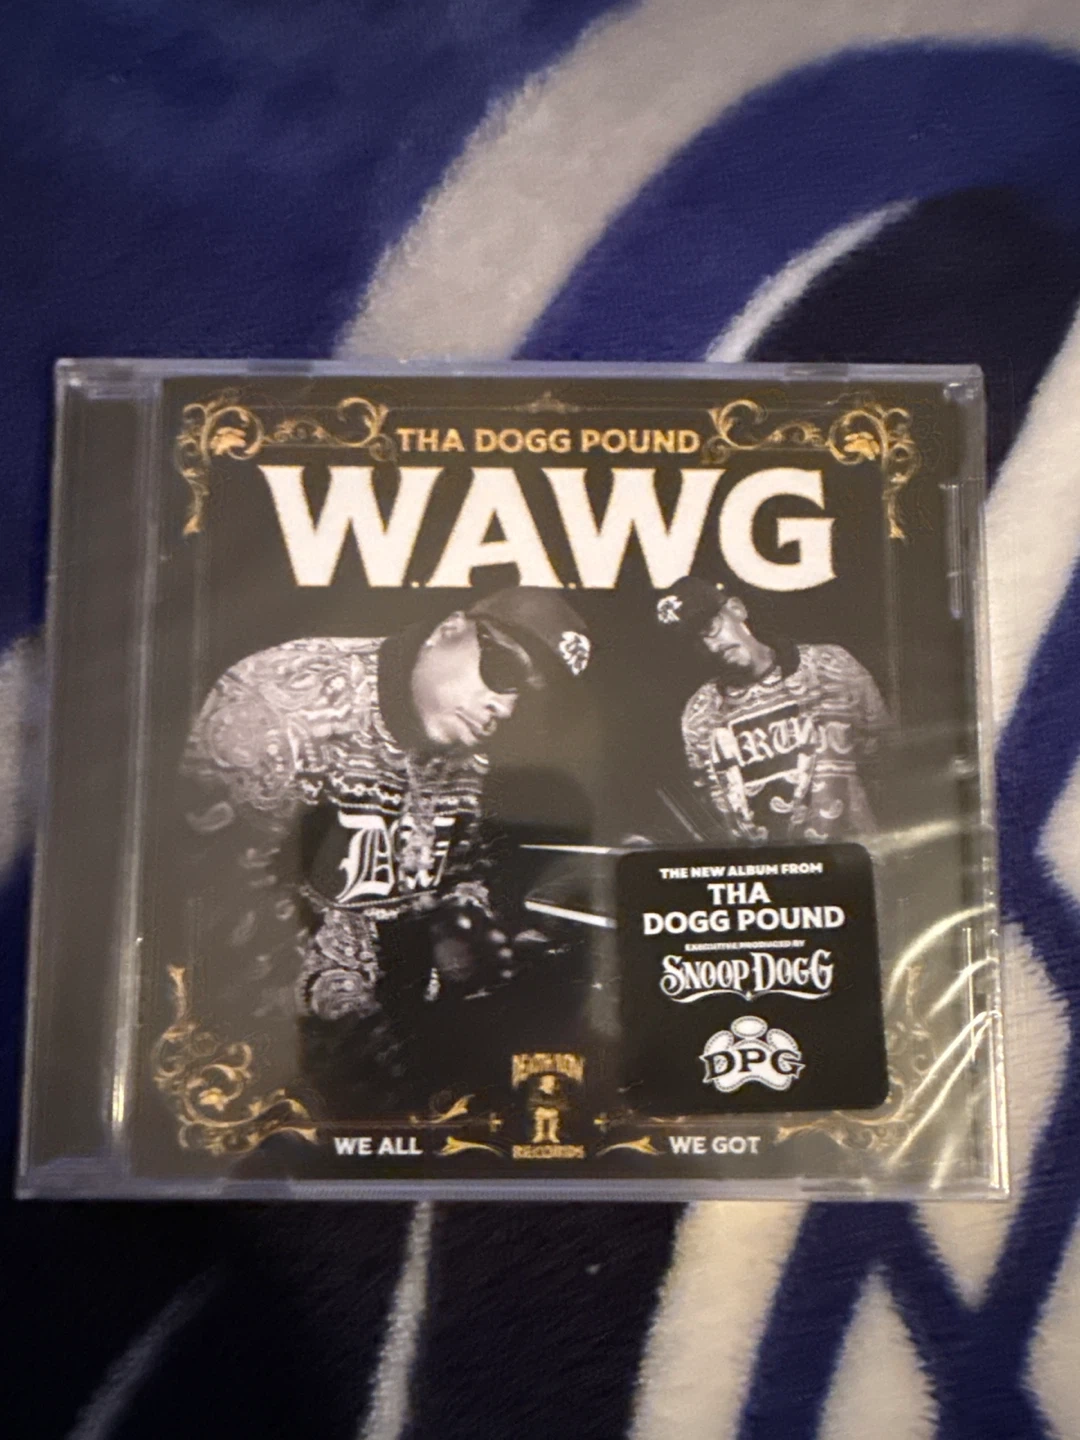 THA DOGG POUND
W.A.W.G
THE NEW ALBUM FROM
THA
DOGG POUND
EXECUTIVE PRODUCED BY
SNOOP DOGG
DPG
WE ALL
RECORDS
WE GOT